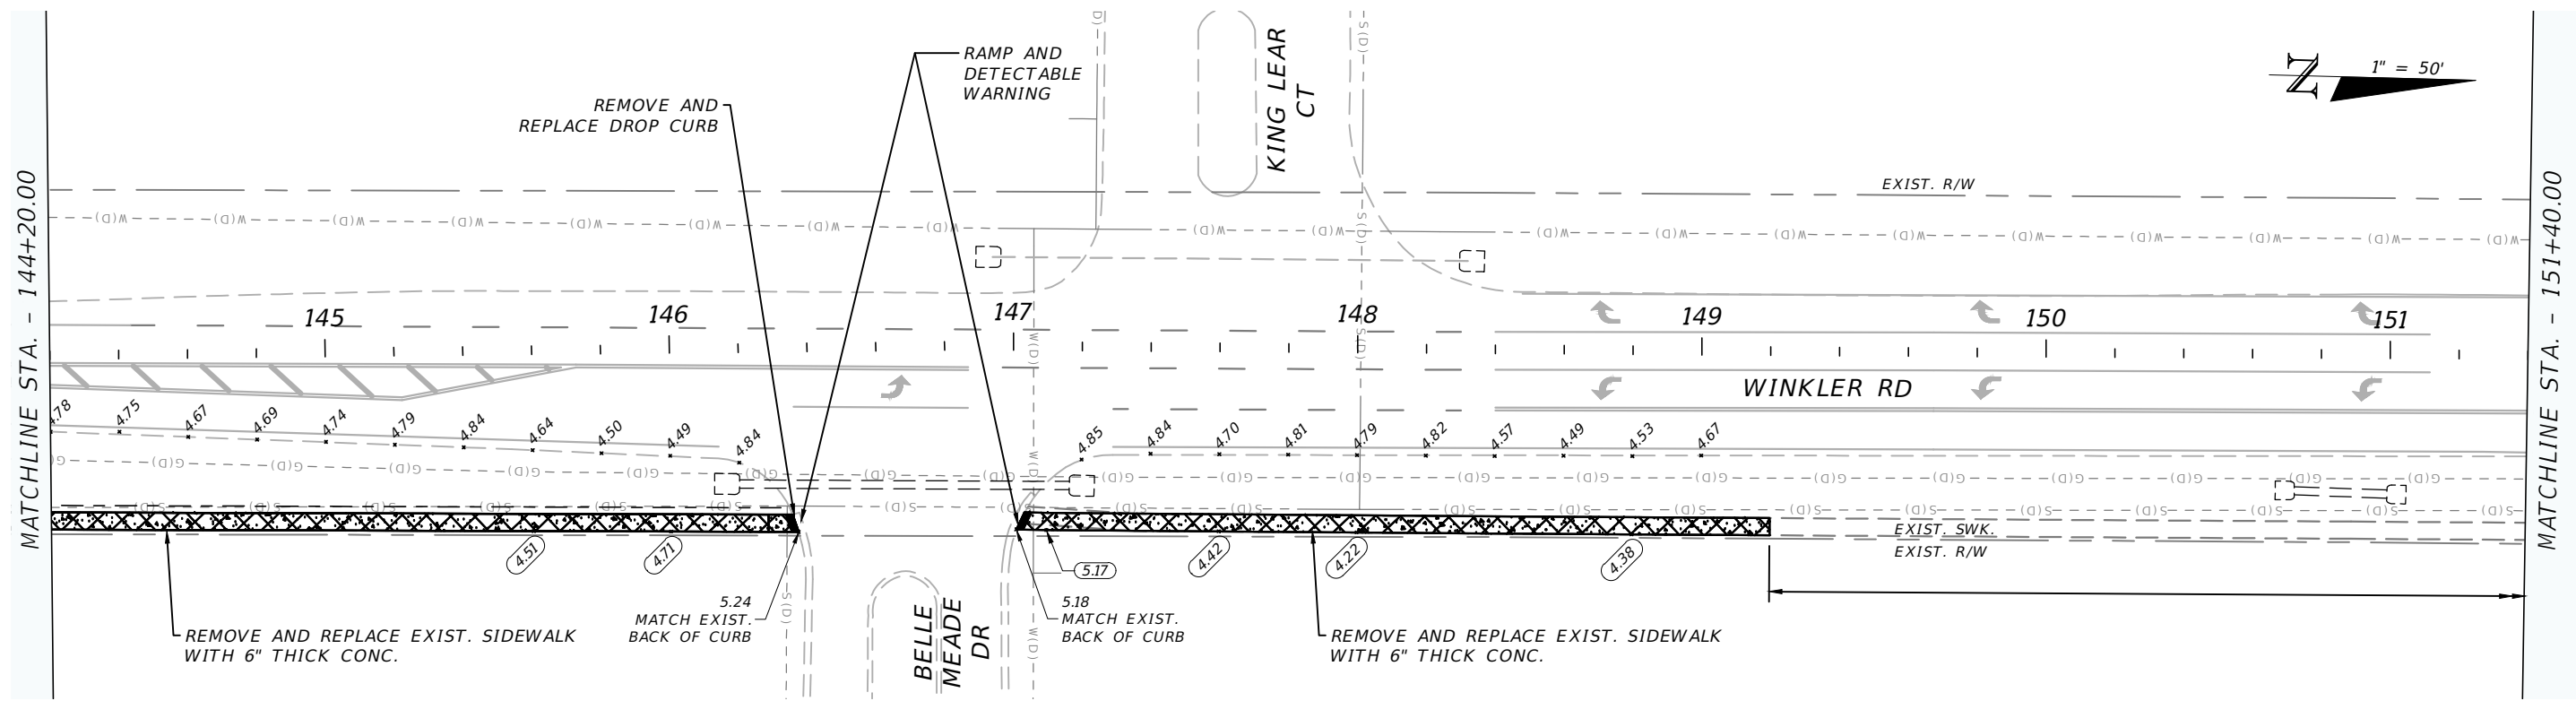 MATCHLINE STA. - 144+20.00
MATCHLINE STA. - 151+40.00
1" = 50'
N
RAMP AND
DETECTABLE
WARNING
REMOVE AND
REPLACE DROP CURB
KING LEAR
CT
EXIST. R/W
W(D) W(D) W(D) W(D) W(D) W(D) W(D) W(D) W(D) W(D) W(D) W(D) W(D) W(D) W(D) W(D) W(D) W(D) W(D)
S(D)
S(D)
S(D)
145 146 147 148 149 150 151
W(D)
W(D)
WINKLER RD
4.78 4.75 4.67 4.69 4.74 4.79 4.84 4.64 4.50 4.49 4.84 4.85 4.84 4.70 4.81 4.79 4.82 4.57 4.49 4.53 4.67
G(D) G(D) G(D) G(D) G(D) G(D) G(D) G(D) G(D) G(D) G(D) G(D) G(D) G(D) G(D) G(D) G(D) G(D) G(D)
S(D) S(D) S(D) S(D) S(D) S(D) S(D) S(D) S(D) S(D) S(D) S(D) S(D) S(D) S(D) S(D) S(D) S(D) S(D)
EXIST. SWK.
EXIST. R/W
4.51 4.71 5.17 4.42 4.22 4.38
5.24
MATCH EXIST.
BACK OF CURB
5.18
MATCH EXIST.
BACK OF CURB
S(D)
W(D)
BELLE
MEADE
DR
REMOVE AND REPLACE EXIST. SIDEWALK
WITH 6" THICK CONC.
REMOVE AND REPLACE EXIST. SIDEWALK
WITH 6" THICK CONC.